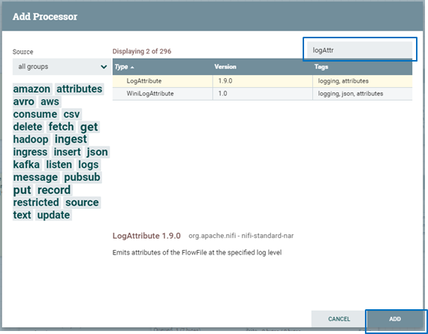 Add Processor
Source
Displaying 2 of 296
logAttr
all groups
Type Version Tags
LogAttribute 1.9.0 logging, attributes
WiniLogAttribute 1.0 logging, json, attributes
amazon attributes
avro aws
consume csv
delete fetch get
hadoop ingest
ingress insert json
kafka listen logs
message pubsub
put record
restricted source
text update
LogAttribute 1.9.0 org.apache.nifi - nifi-standard-nar
Emits attributes of the FlowFile at the specified log level
CANCEL ADD